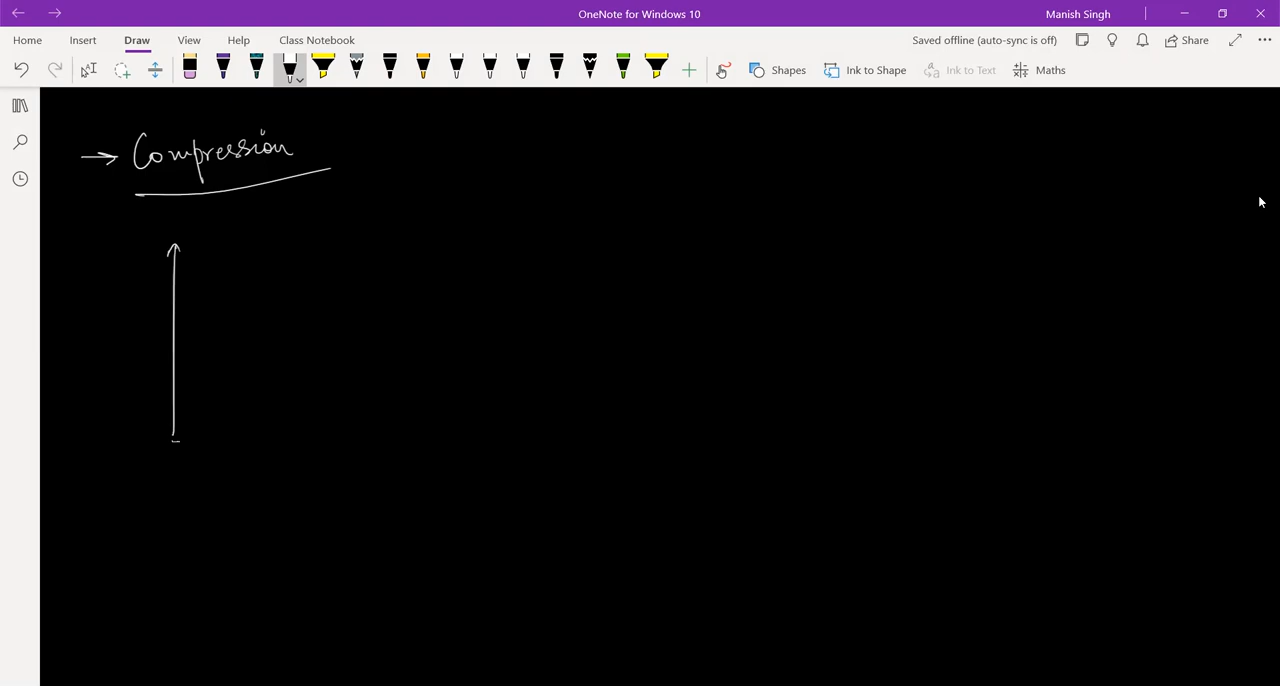 OneNote for Windows 10
Manish Singh
Home Insert Draw View Help Class Notebook
Saved offline (auto-sync is off) Share
Shapes Ink to Shape Ink to Text Maths
→ Compression